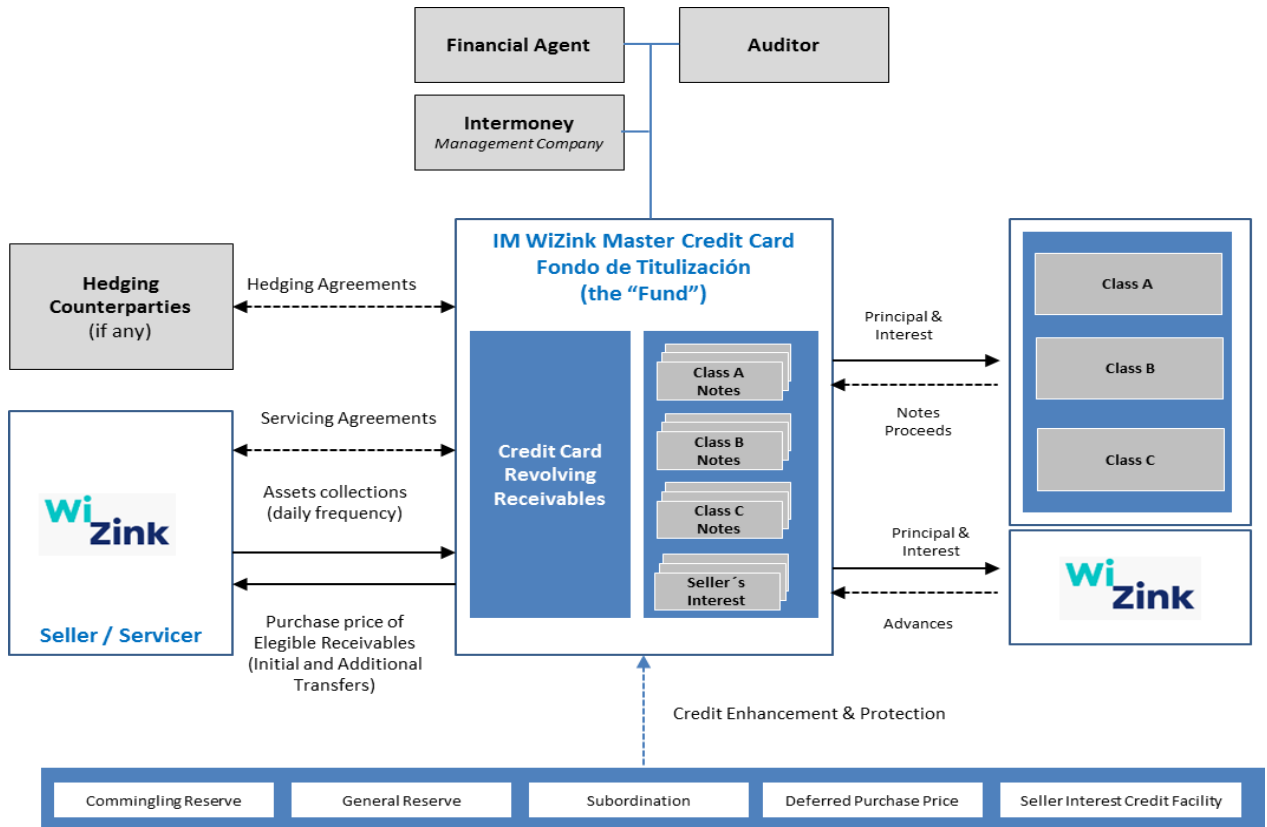 Financial Agent
Auditor
Intermoney
Management Company
Hedging
Counterparties
(if any)
Hedging Agreements
IM WiZink Master Credit Card
Fondo de Titulización
(the “Fund”)
Credit Card
Revolving
Receivables
Class A
Notes
Class B
Notes
Class C
Notes
Seller´s
Interest
Principal &
Interest
Notes
Proceeds
Class A
Class B
Class C
Servicing Agreements
Assets collections
(daily frequency)
Wi
Zink
Seller / Servicer
Purchase price of
Elegible Receivables
(Initial and Additional
Transfers)
Principal &
Interest
Advances
Wi
Zink
Credit Enhancement & Protection
Commingling Reserve
General Reserve
Subordination
Deferred Purchase Price
Seller Interest Credit Facility